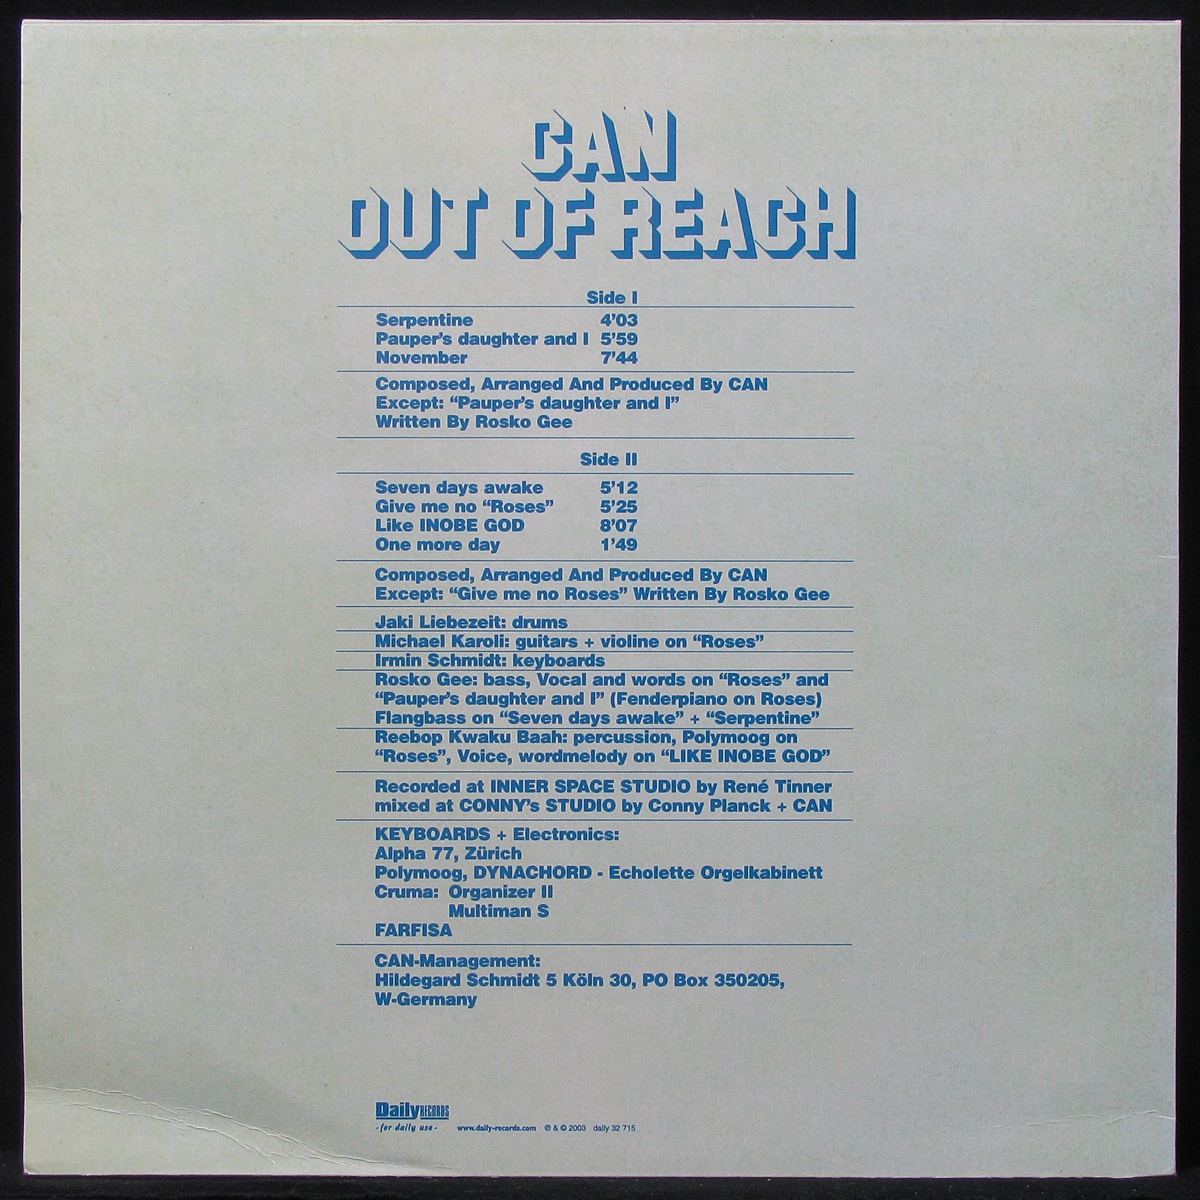 CAN
OUT OF REACH
Side I
Serpentine 4'03
Pauper's daughter and I 5'59
November 7'44
Composed, Arranged And Produced By CAN
Except: “Pauper's daughter and I”
Written By Rosko Gee
Side II
Seven days awake 5'12
Give me no “Roses” 5'25
Like INOBE GOD 8'07
One more day 1'49
Composed, Arranged And Produced By CAN
Except: “Give me no Roses” Written By Rosko Gee
Jaki Liebezeit: drums
Michael Karoli: guitars + violine on “Roses”
Irmin Schmidt: keyboards
Rosko Gee: bass, Vocal and words on “Roses” and
“Pauper's daughter and I” (Fenderpiano on Roses)
Flangbass on “Seven days awake” + “Serpentine”
Reebop Kwaku Baah: percussion, Polymoog on
“Roses”, Voice, wordmelody on “LIKE INOBE GOD”
Recorded at INNER SPACE STUDIO by René Tinner
mixed at CONNY's STUDIO by Conny Planck + CAN
KEYBOARDS + Electronics:
Alpha 77, Zürich
Polymoog, DYNACHORD - Echolette Orgelkabinett
Cruma: Organizer II
Multiman S
FARFISA
CAN-Management:
Hildegard Schmidt 5 Köln 30, PO Box 350205,
W-Germany
Daily RECORDS
- for daily use - www.daily-records.com ℗ & © 2003 daily 32 715